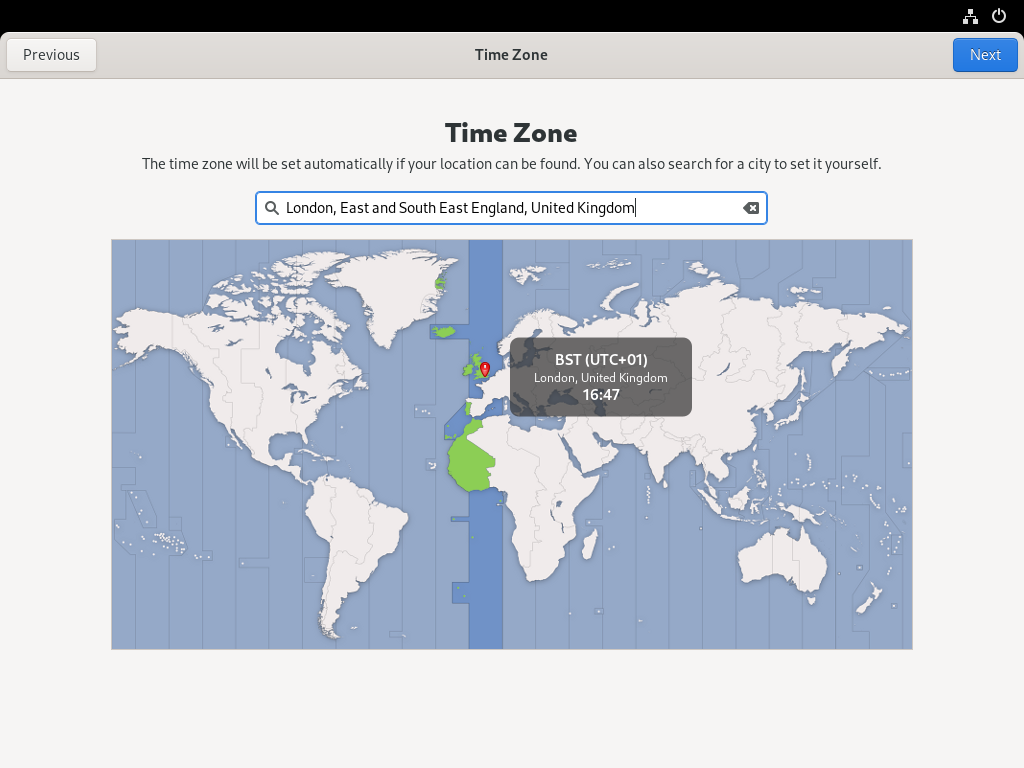 Previous
Time Zone
Next
Time Zone
The time zone will be set automatically if your location can be found. You can also search for a city to set it yourself.
London, East and South East England, United Kingdom
BST (UTC+01)
London, United Kingdom
16:47